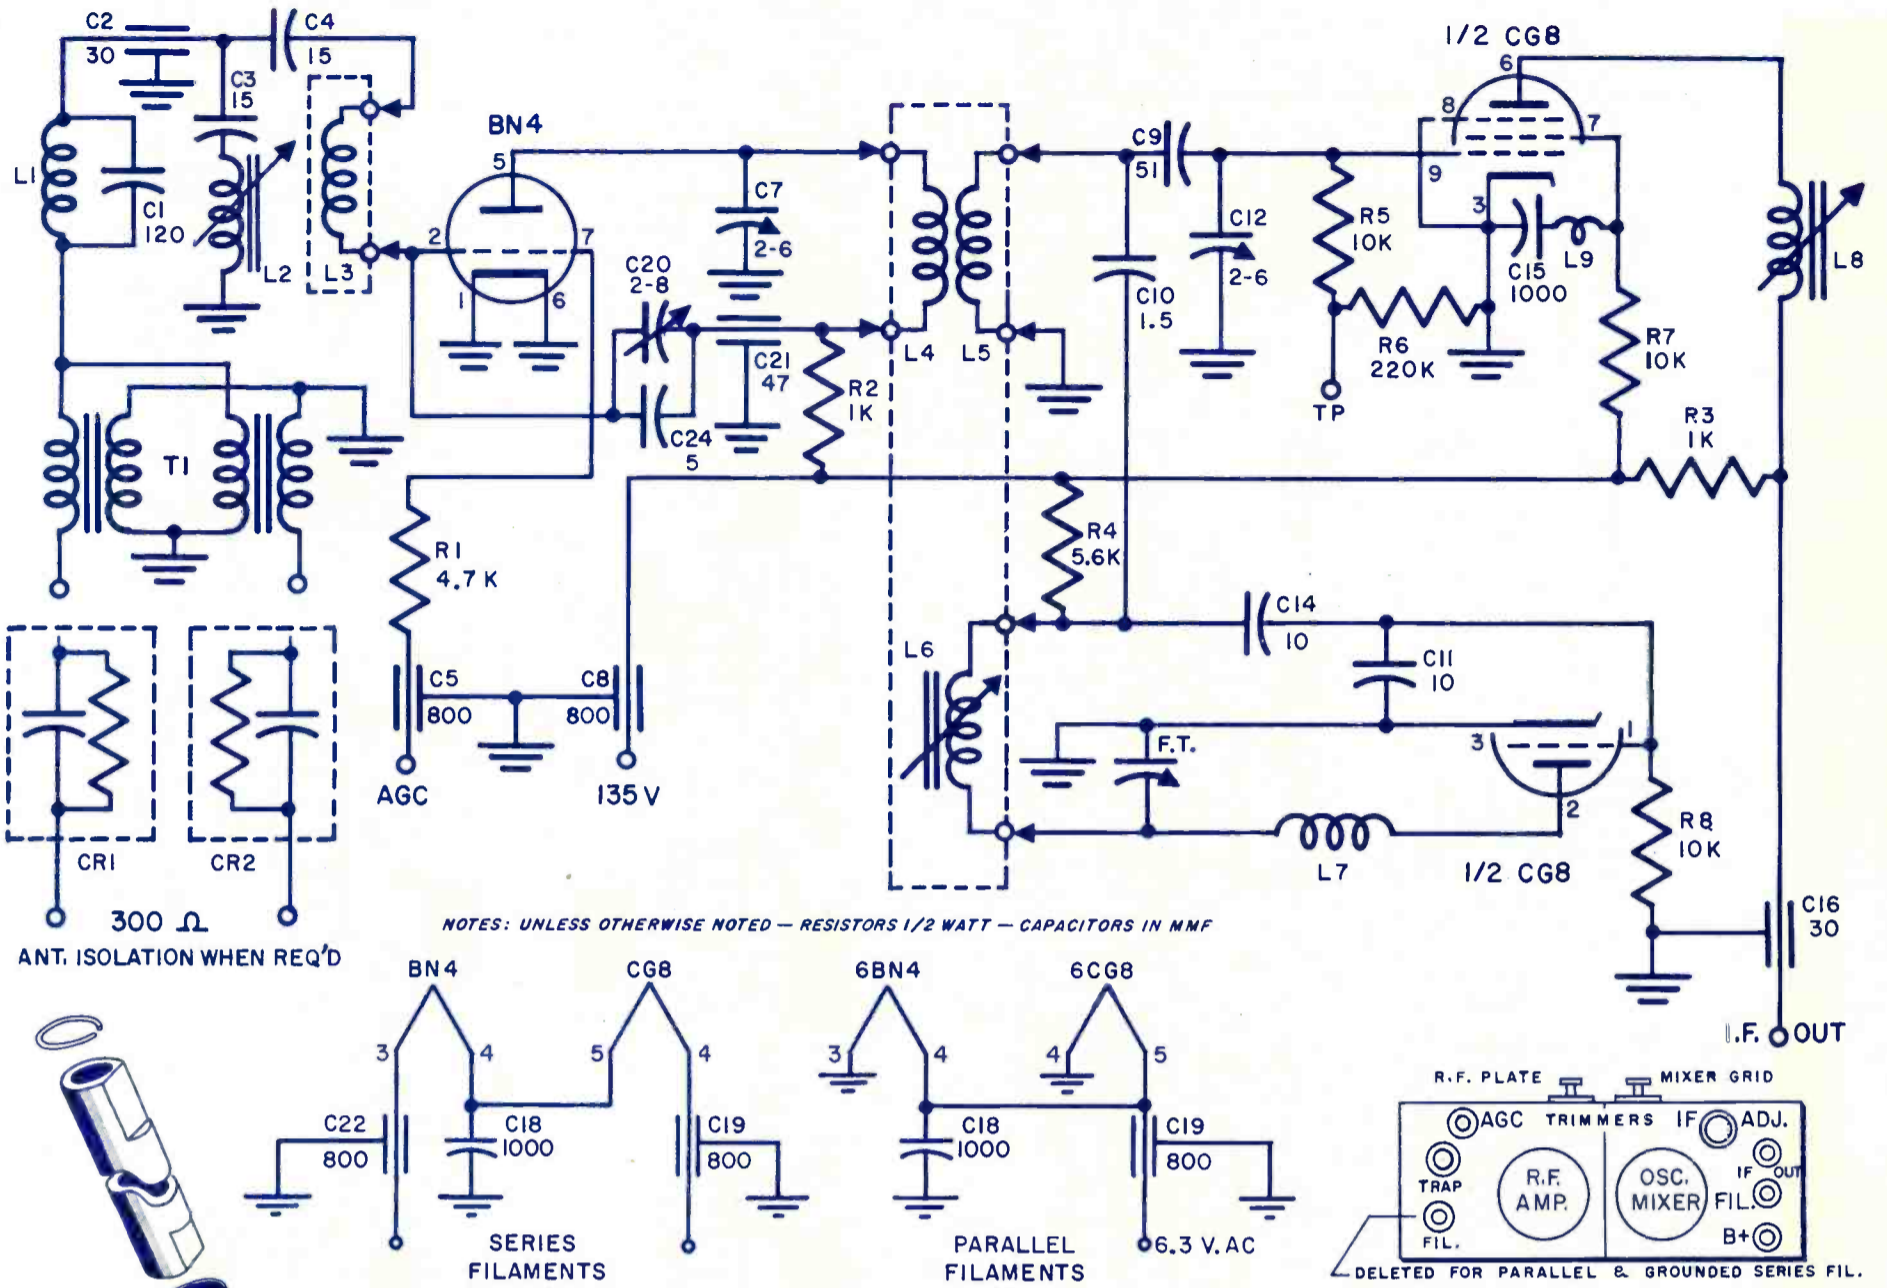 C2
30
C4
15
C3
15
L1
C1
120
L2
L3
BN4
5
2
7
1
6
C7
2-6
C20
2-8
C21
47
C24
5
R2
1K
L4
L5
C9
51
C10
1.5
C12
2-6
R5
10K
R6
220K
TP
1/2 CG8
6
8
7
9
3
C15
1000
L9
R7
10K
L8
R3
1K
T1
R1
4.7K
R4
5.6K
C5
800
C8
800
AGC
135V
L6
C14
10
C11
10
F.T.
3
1
2
L7
1/2 CG8
R8
10K
C16
30
I.F. OUT
CR1
CR2
300 Ω
ANT. ISOLATION WHEN REQ'D
NOTES: UNLESS OTHERWISE NOTED — RESISTORS 1/2 WATT — CAPACITORS IN MMF
BN4
CG8
6BN4
6CG8
3
4
5
4
3
4
4
5
C22
800
C18
1000
C19
800
C18
1000
C19
800
SERIES
FILAMENTS
PARALLEL
FILAMENTS
6.3 V. AC
R.F. PLATE
MIXER GRID
AGC
TRIMMERS
IF
ADJ.
TRAP
IF OUT
R.F.
AMP.
OSC.
MIXER
FIL.
FIL.
B+
DELETED FOR PARALLEL & GROUNDED SERIES FIL.